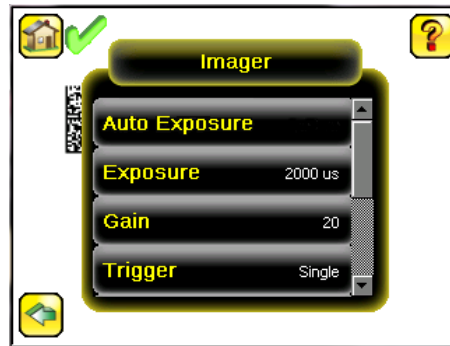 Imager
Auto Exposure
Exposure 2000 us
Gain 20
Trigger Single